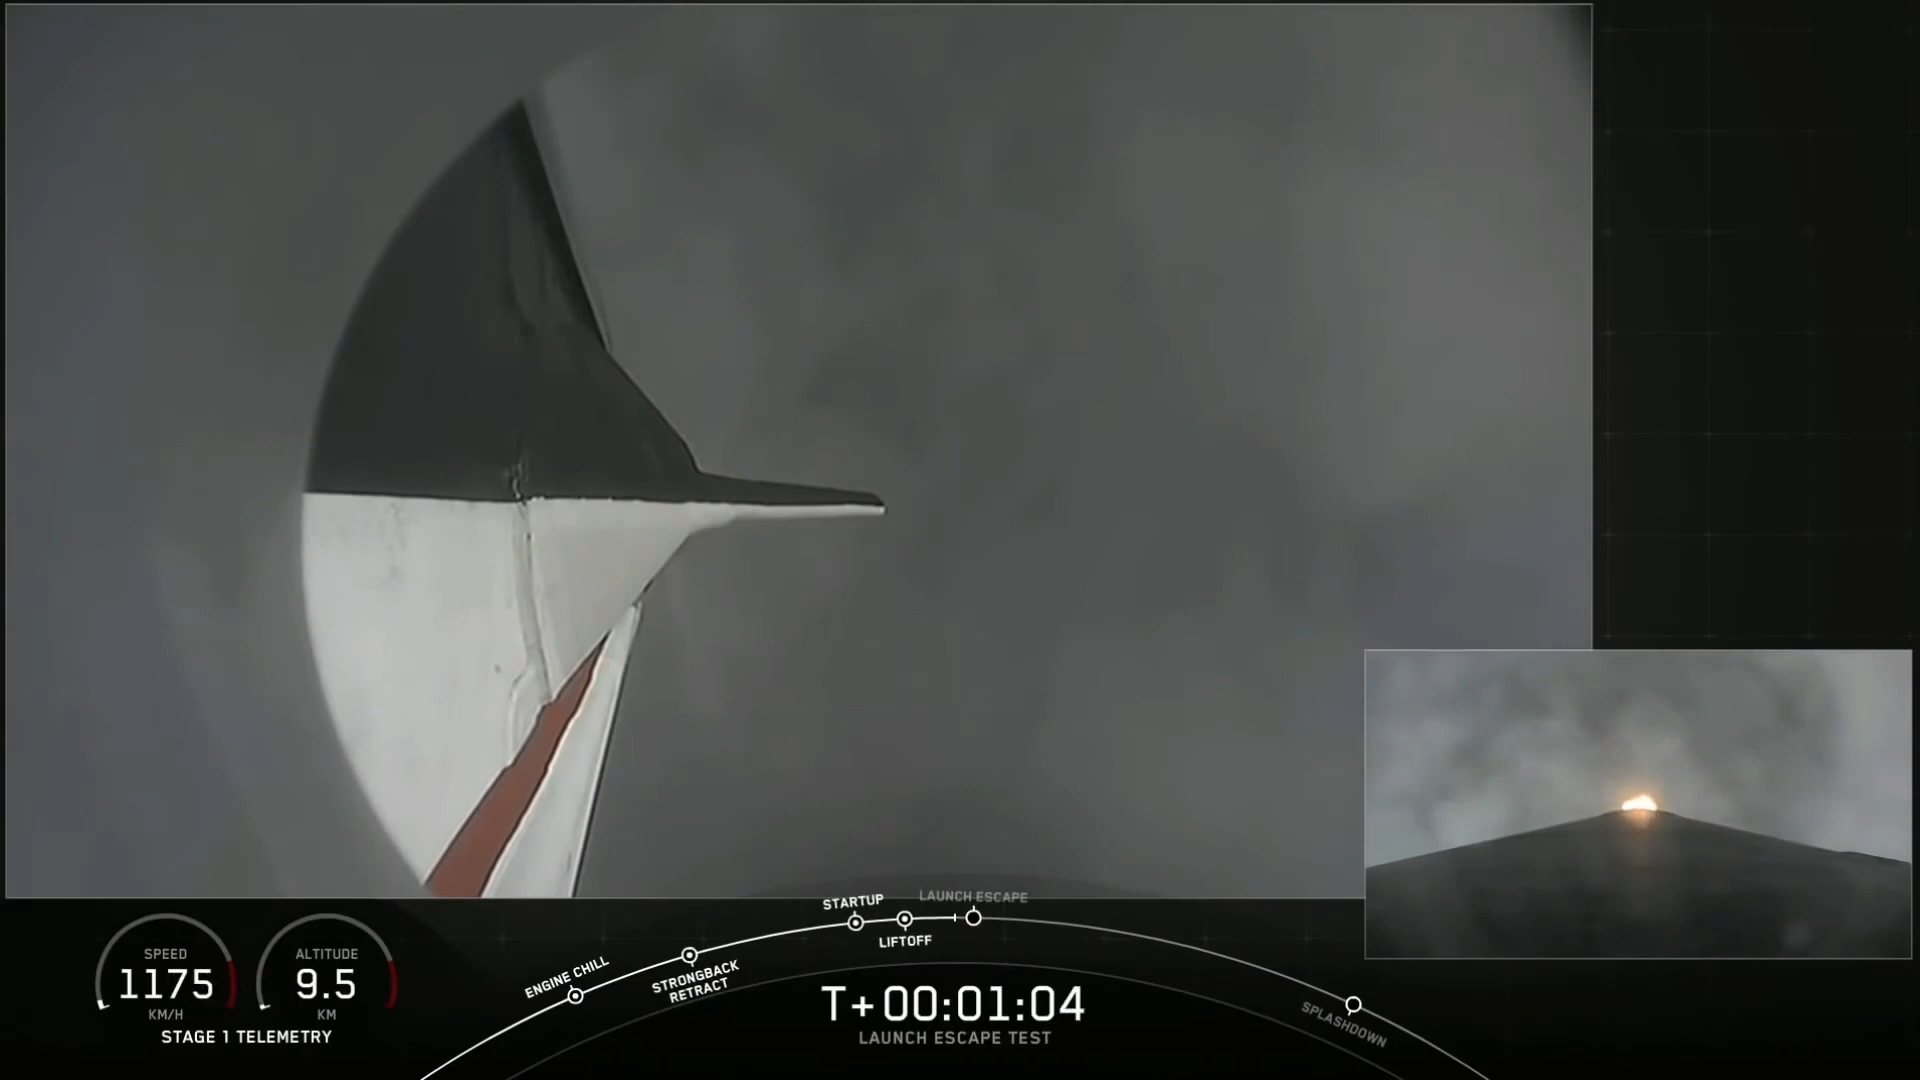 STARTUP
LAUNCH ESCAPE
LIFTOFF
ENGINE CHILL
STRONGBACK
RETRACT
SPLASHDOWN
SPEED
1175
KM/H
ALTITUDE
9.5
KM
STAGE 1 TELEMETRY
T+00:01:04
LAUNCH ESCAPE TEST